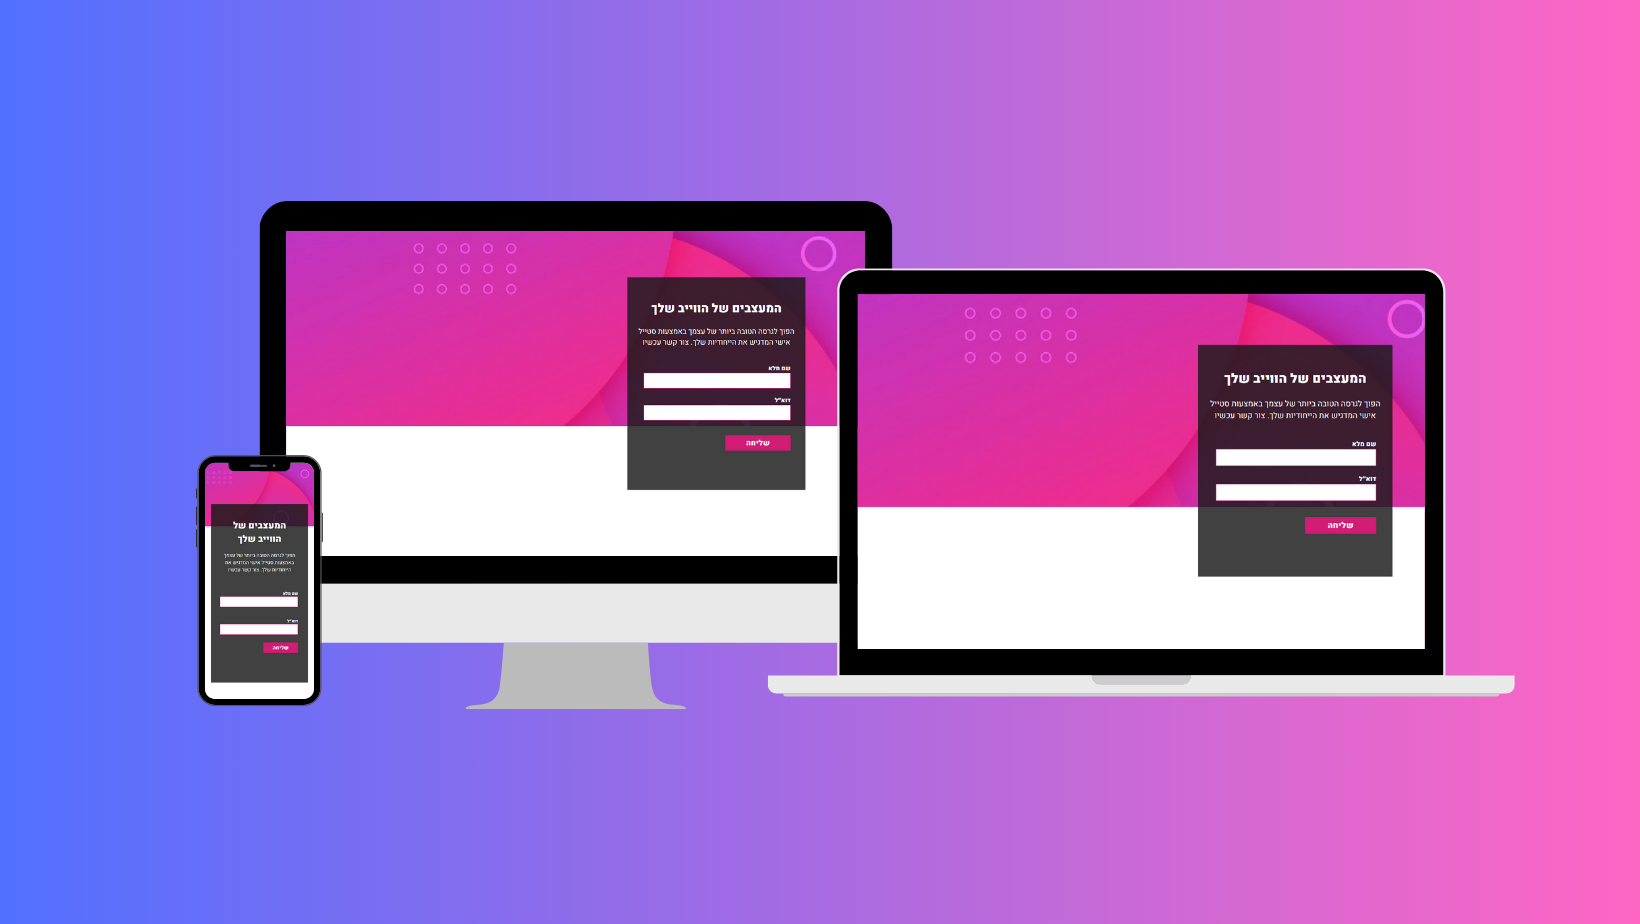 המעצבים של הווייב שלך
הפוך לגרסה הטובה ביותר של עצמך באמצעות סטייל
אישי המדגיש את הייחודיות שלך. צור קשר עכשיו
שם מלא
דוא"ל
שליחה
המעצבים של הווייב שלך
הפוך לגרסה הטובה ביותר של עצמך באמצעות סטייל
אישי המדגיש את הייחודיות שלך. צור קשר עכשיו
שם מלא
דוא"ל
שליחה
המעצבים של
הווייב שלך
הפוך לגרסה הטובה ביותר של עצמך
באמצעות סטייל אישי המדגיש את
הייחודיות שלך. צור קשר עכשיו
שם מלא
דוא"ל
שליחה